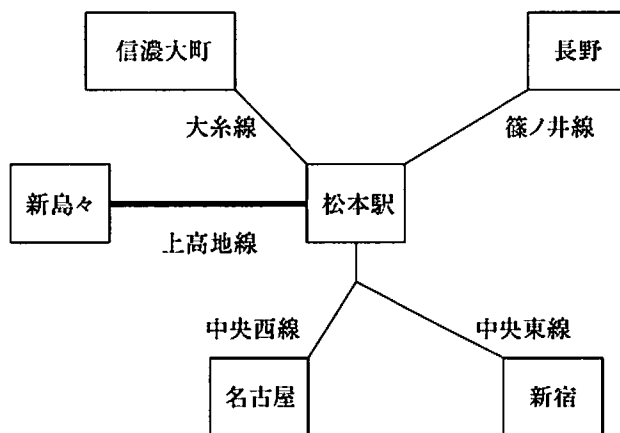 信濃大町
長野
大糸線
篠ノ井線
新島々
松本駅
上高地線
中央西線
中央東線
名古屋
新宿